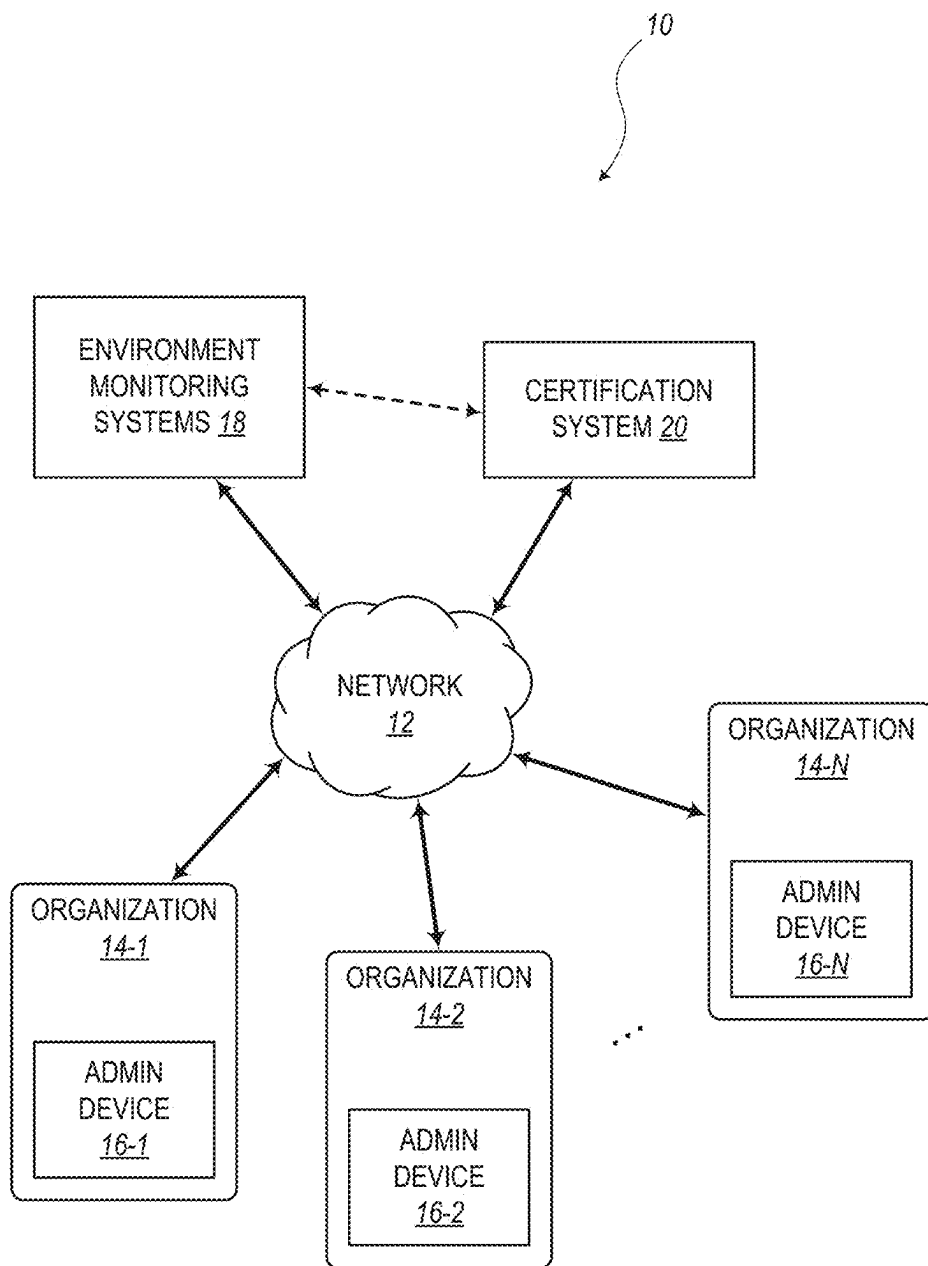 10
ENVIRONMENT
MONITORING
SYSTEMS 18
CERTIFICATION
SYSTEM 20
NETWORK
12
ORGANIZATION
14-N
ADMIN
DEVICE
16-N
ORGANIZATION
14-1
ADMIN
DEVICE
16-1
ORGANIZATION
14-2
ADMIN
DEVICE
16-2
...